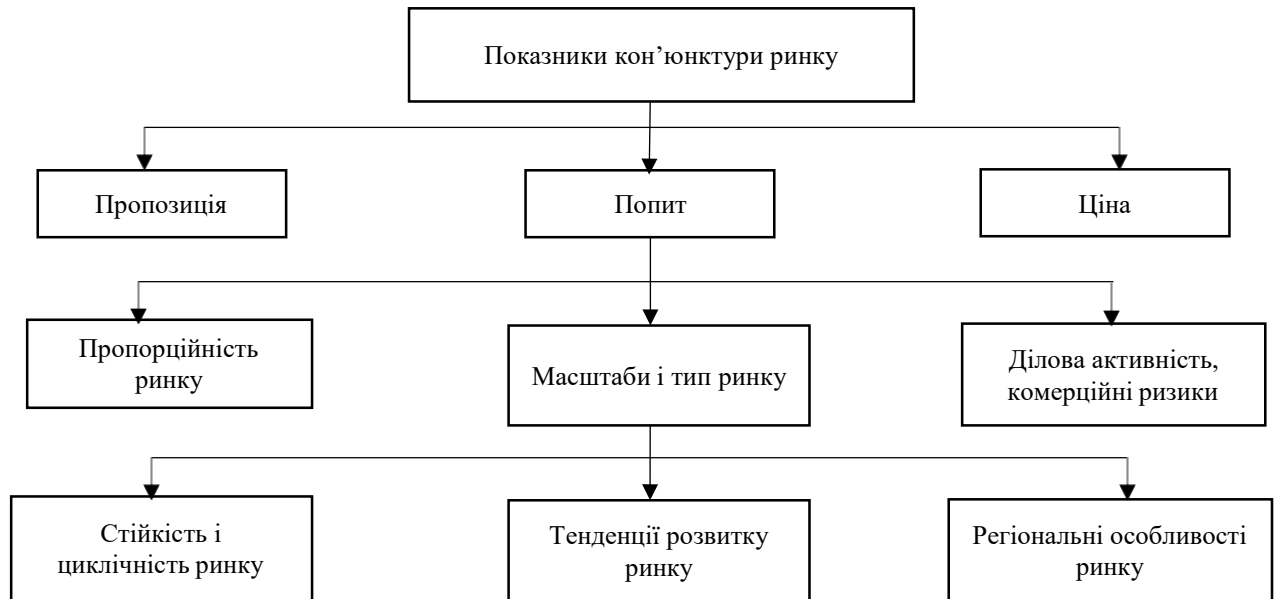 Показники кон’юнктури ринку
Пропозиція
Попит
Ціна
Пропорційність
ринку
Масштаби і тип ринку
Ділова активність,
комерційні ризики
Стійкість і
циклічність ринку
Тенденції розвитку
ринку
Регіональні особливості
ринку